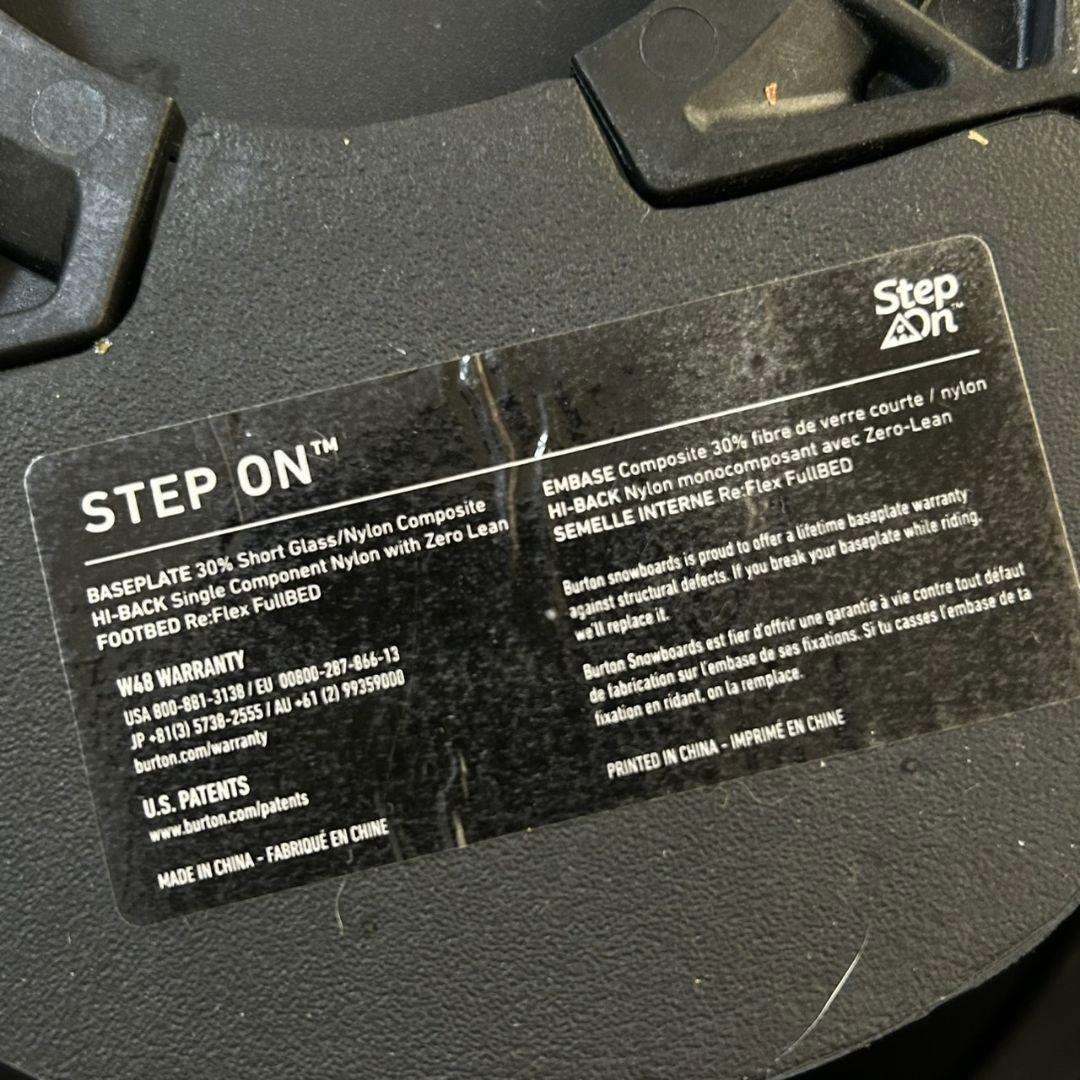 Step
On™
STEP ON™
BASEPLATE 30% Short Glass/Nylon Composite
HI-BACK Single Component Nylon with Zero Lean
FOOTBED Re:Flex FullBED
W48 WARRANTY
USA 800-881-3138 / EU 00800-287-866-13
JP +81(3) 5738-2555 / AU +61 (2) 99359000
burton.com/warranty
U.S. PATENTS
www.burton.com/patents
MADE IN CHINA - FABRIQUÉ EN CHINE
EMBASE Composite 30% fibre de verre courte / nylon
HI-BACK Nylon monocomposant avec Zero-Lean
SEMELLE INTERNE Re:Flex FullBED
Burton snowboards is proud to offer a lifetime baseplate warranty
against structural defects. If you break your baseplate while riding,
we'll replace it.
Burton Snowboards est fier d'offrir une garantie à vie contre tout défaut
de fabrication sur l'embase de ses fixations. Si tu casses l'embase de la
fixation en ridant, on la remplace.
PRINTED IN CHINA - IMPRIMÉ EN CHINE